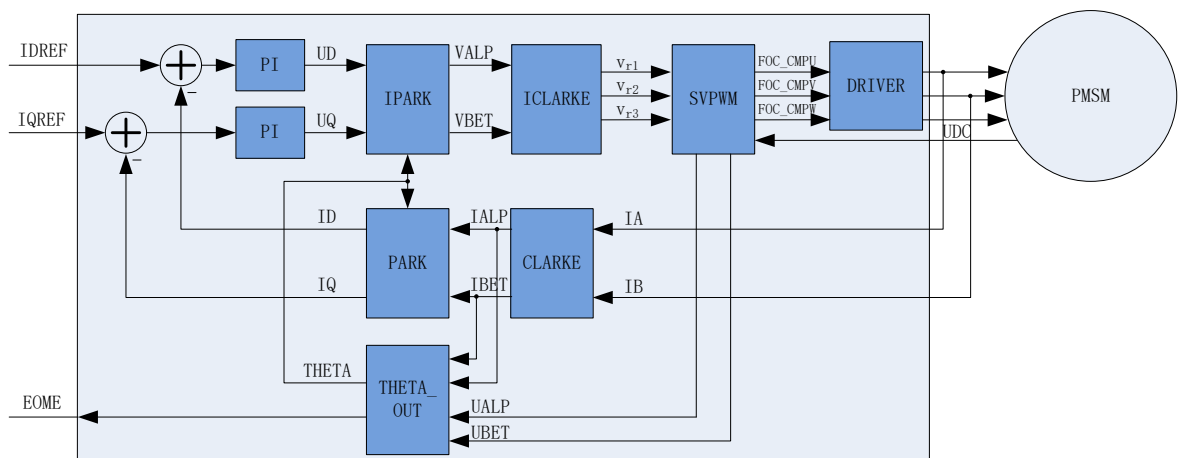 IDREF
PI
UD
IPARK
VALP
ICLARKE
Vr1
Vr2
Vr3
SVPWM
FOC_CMPU
FOC_CMPV
FOC_CMPW
DRIVER
PMSM
IQREF
PI
UQ
VBET
UDC
ID
PARK
IALP
CLARKE
IA
IQ
IBET
IB
THETA
THETA_
OUT
EOME
UALP
UBET